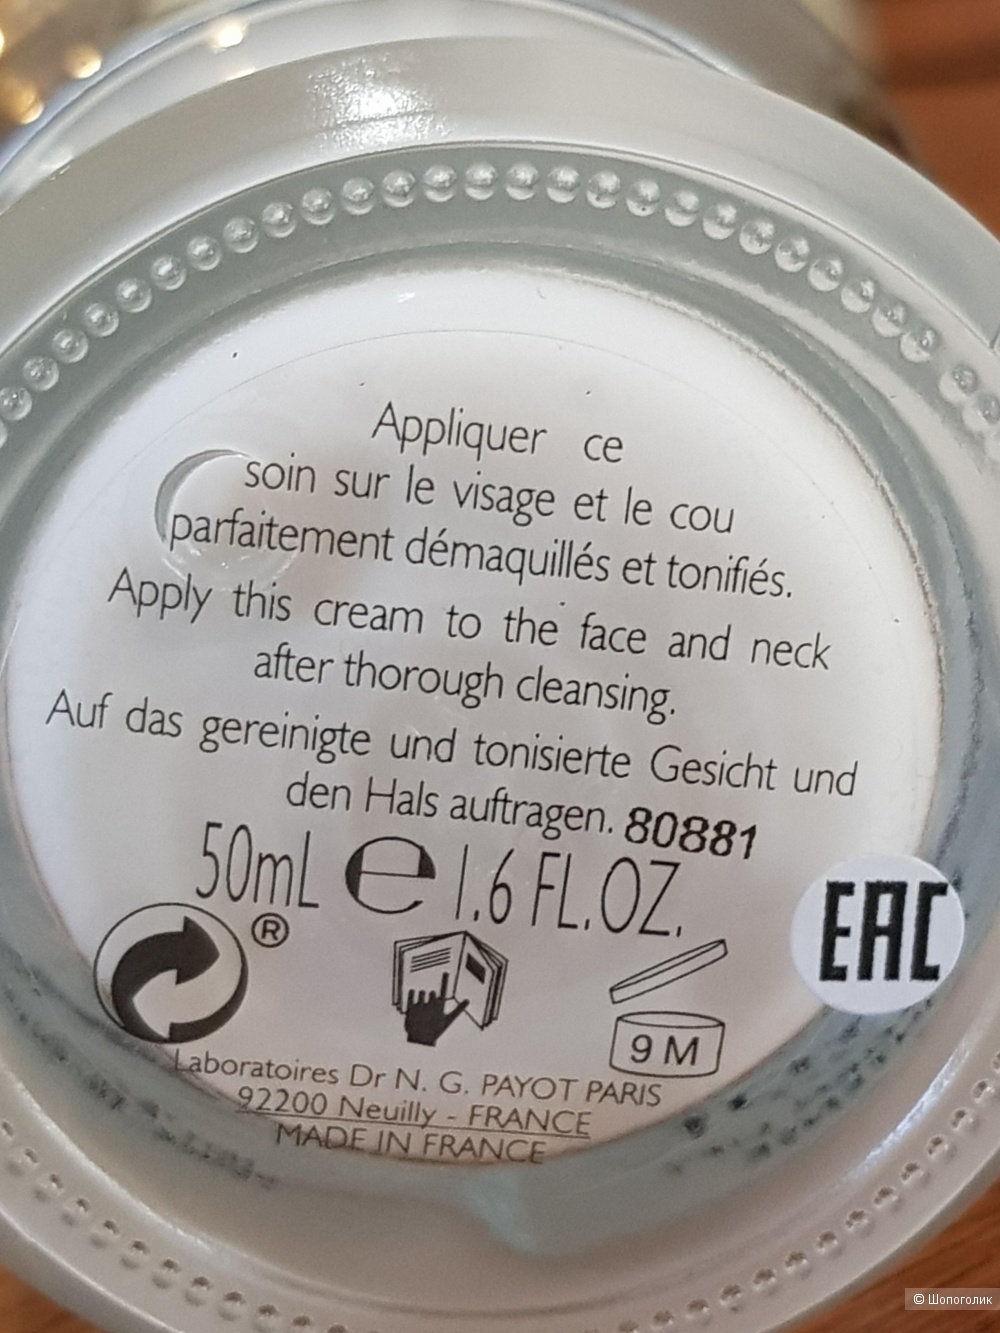 Appliquer ce
soin sur le visage et le cou
parfaitement démaquillés et tonifiés.
Apply this cream to the face and neck
after thorough cleansing.
Auf das gereinigte und tonisierte Gesicht und
den Hals auftragen. 80881
50mL e 1.6 FL.OZ.
®
EAC
9 M
Laboratoires Dr N. G. PAYOT PARIS
92200 Neuilly - FRANCE
MADE IN FRANCE
© Шопоголик